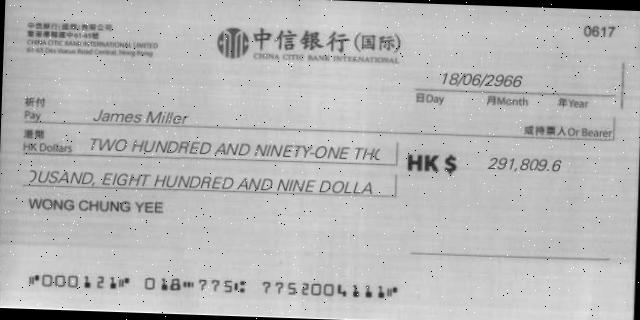 中信銀行(國際)有限公司
香港德輔道中61-65號
CHINA CITIC BANK INTERNATIONAL LIMITED
61-65 Des Voeux Road Central, Hong Kong
0617
中信银行(国际)
CHINA CITIC BANK INTERNATIONAL
18/06/2966
日Day 月Month 年Year
祈付
Pay James Miller
或持票人Or Bearer
港幣
HK Dollars TWO HUNDRED AND NINETY-ONE THO
HK $ 291,809.6
OUSAND, EIGHT HUNDRED AND NINE DOLLA
WONG CHUNG YEE
⑈000121⑈ 018⑉775⑆ 7752004111⑈